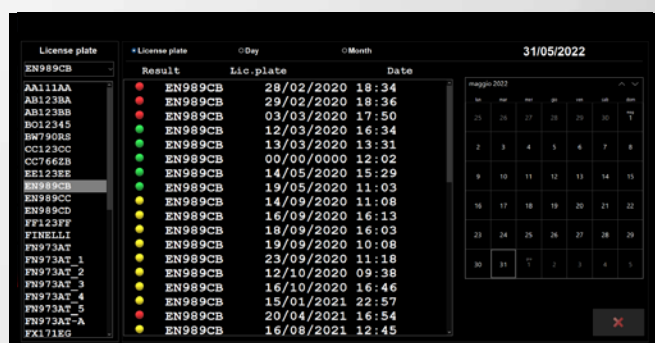 License plate
License plate Day Month
31/05/2022
EN989CB
AA111AA
AB123BA
AB123BB
BO12345
BW790RS
CC123CC
CC766ZB
EE123EE
EN989CB
EN989CC
EN989CD
FF123FF
FINELLI
FN973AT
FN973AT_1
FN973AT_2
FN973AT_3
FN973AT_4
FN973AT_5
FN973AT-A
FX171EG
Result Lic.plate Date
EN989CB 28/02/2020 18:34
EN989CB 29/02/2020 18:36
EN989CB 03/03/2020 17:50
EN989CB 12/03/2020 16:34
EN989CB 13/03/2020 13:31
EN989CB 00/00/0000 12:02
EN989CB 14/05/2020 15:29
EN989CB 19/05/2020 11:03
EN989CB 14/09/2020 11:08
EN989CB 16/09/2020 16:13
EN989CB 18/09/2020 16:03
EN989CB 19/09/2020 10:08
EN989CB 23/09/2020 11:18
EN989CB 12/10/2020 09:38
EN989CB 16/10/2020 16:46
EN989CB 15/01/2021 22:57
EN989CB 20/04/2021 16:54
EN989CB 16/08/2021 12:45
maggio 2022
lun mar mer gio ven sab dom
25 26 27 28 29 30 1
2 3 4 5 6 7 8
9 10 11 12 13 14 15
16 17 18 19 20 21 22
23 24 25 26 27 28 29
30 31 1 2 3 4 5